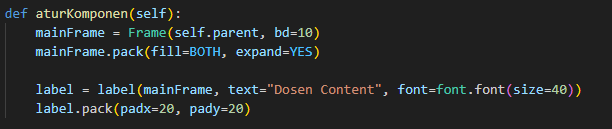 def aturKomponen(self):
mainFrame = Frame(self.parent, bd=10)
mainFrame.pack(fill=BOTH, expand=YES)
label = label(mainFrame, text="Dosen Content", font=font.font(size=40))
label.pack(padx=20, pady=20)